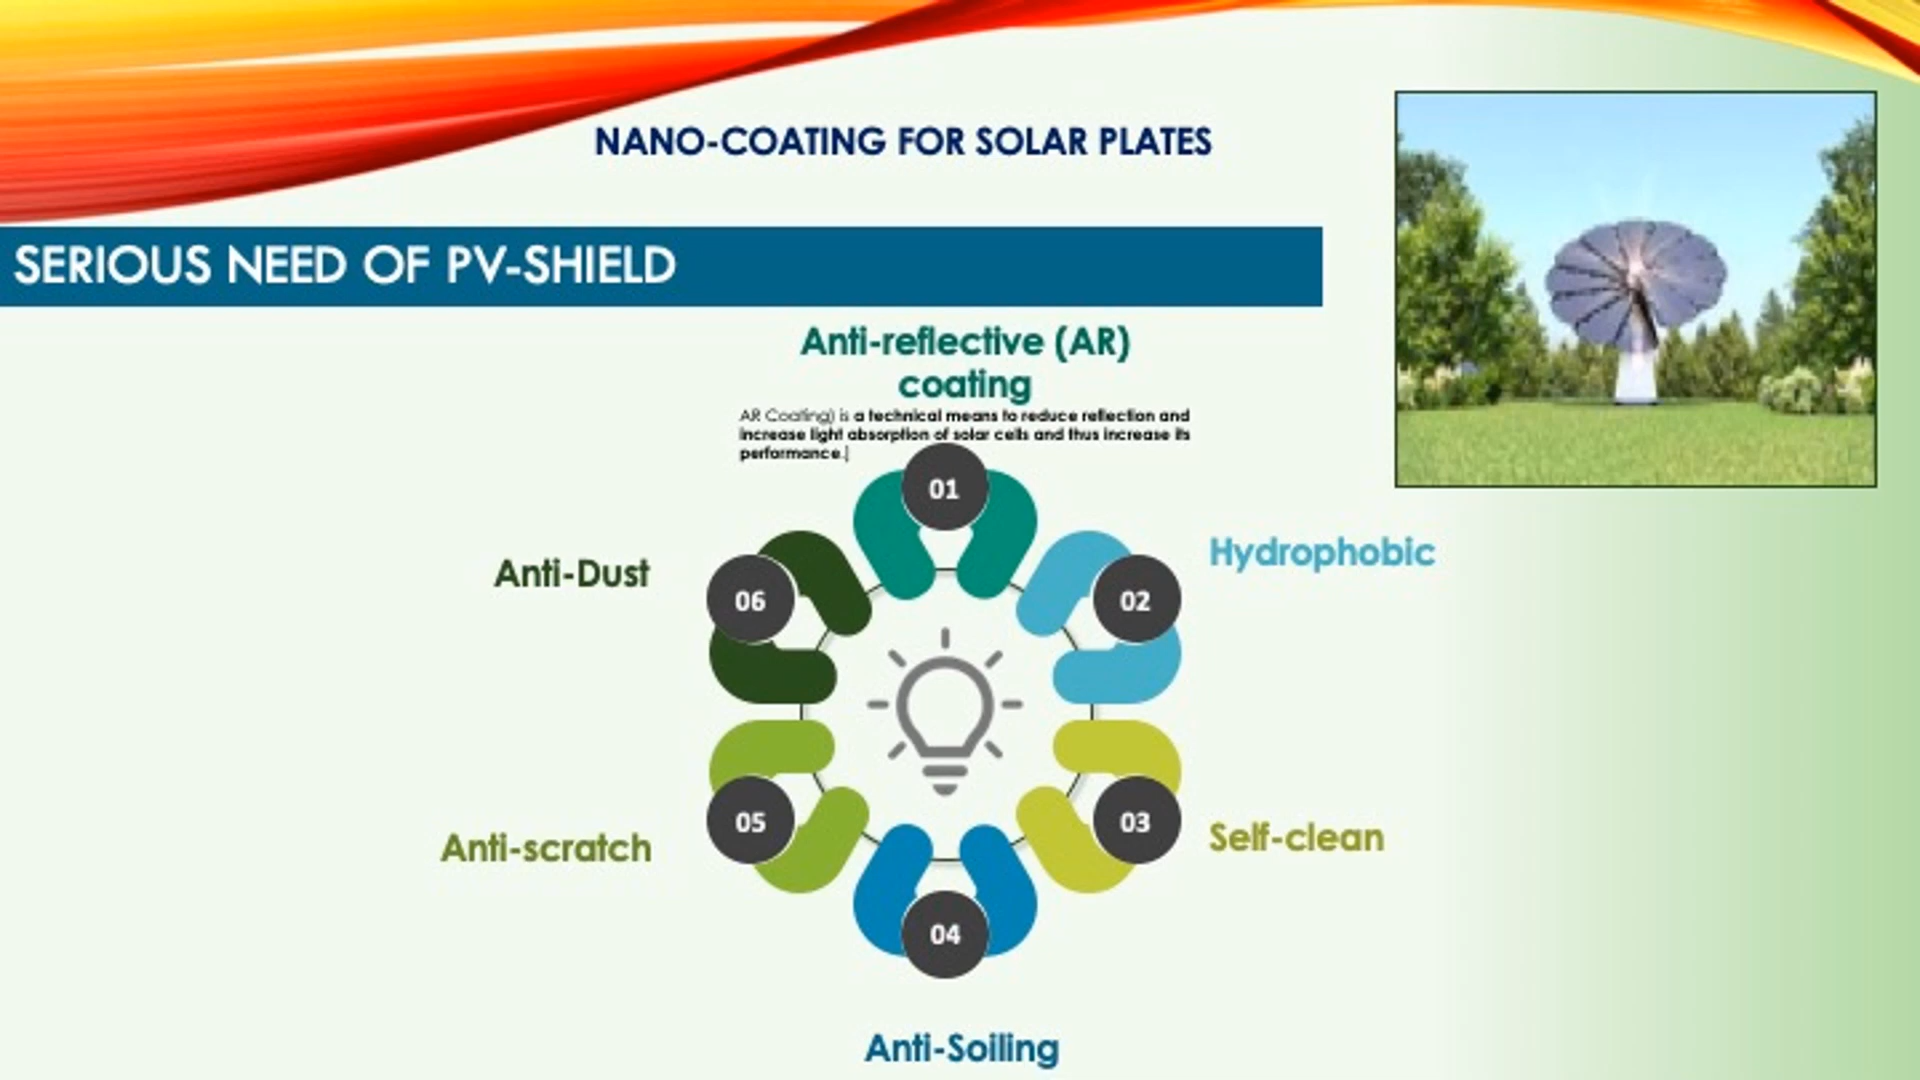 NANO-COATING FOR SOLAR PLATES
SERIOUS NEED OF PV-SHIELD
Anti-reflective (AR)
coating
AR Coating) is a technical means to reduce reflection and
increase light absorption of solar cells and thus increase its
performance.]
01
Hydrophobic
02
Self-clean
03
04
Anti-Soiling
Anti-scratch
05
Anti-Dust
06